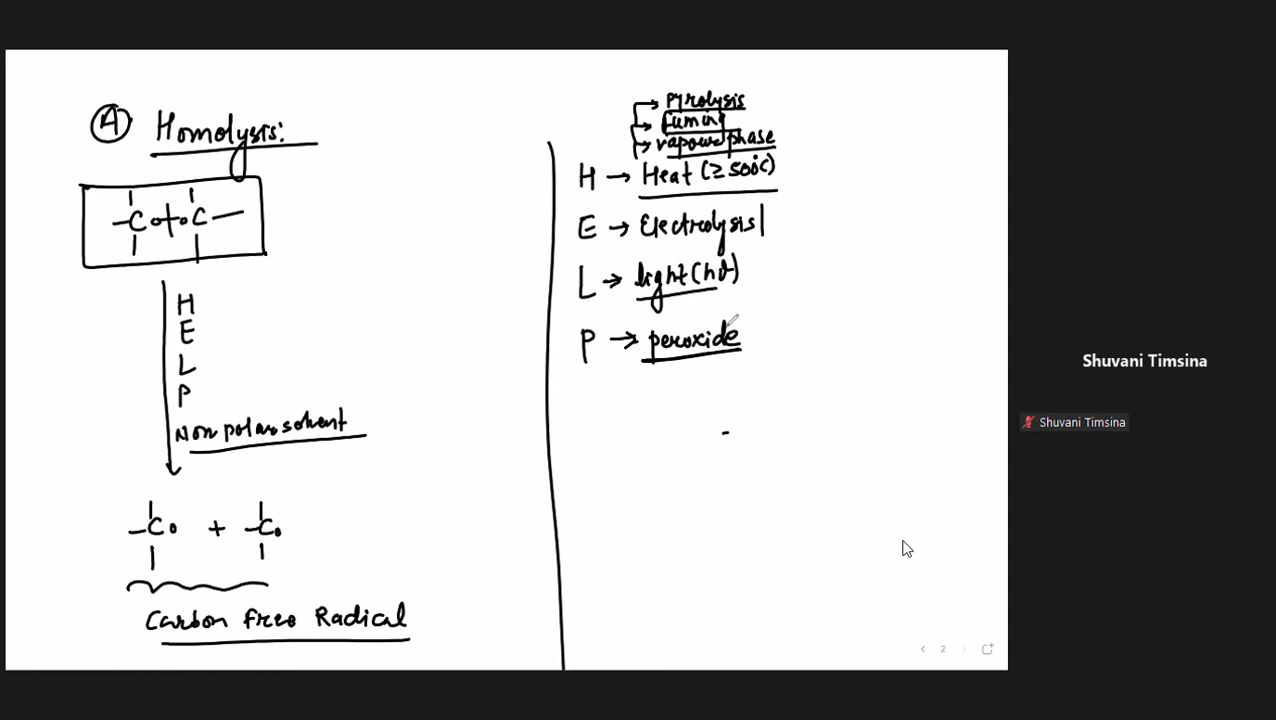 A Homolysis:
-C o+o C-
H
E
L
P
Non polar solvent
-C o + -C o
Carbon free Radical
pyrolysis
fuming
vapour phase
H → Heat (≥ 500°C)
E → Electrolysis
L → light (hν)
P → peroxide
Shuvani Timsina
Shuvani Timsina
2